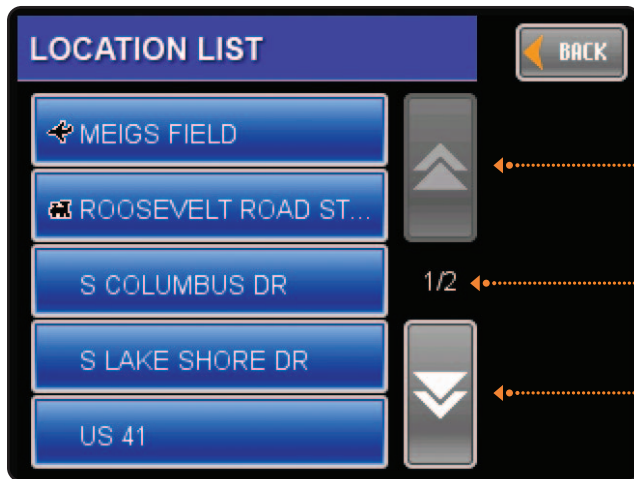 LOCATION LIST
BACK
MEIGS FIELD
ROOSEVELT ROAD ST...
S COLUMBUS DR
1/2
S LAKE SHORE DR
US 41